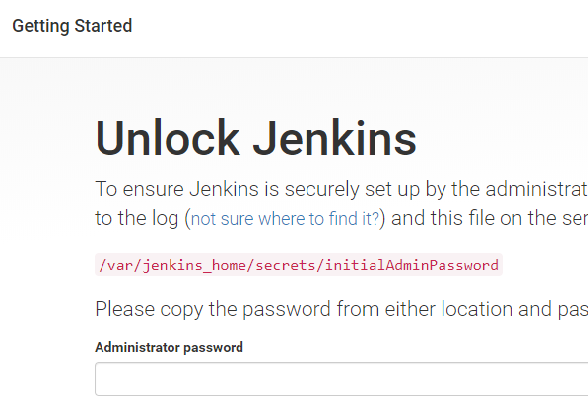 Getting Started
Unlock Jenkins
To ensure Jenkins is securely set up by the administrat
to the log (not sure where to find it?) and this file on the ser
/var/jenkins_home/secrets/initialAdminPassword
Please copy the password from either location and pas
Administrator password